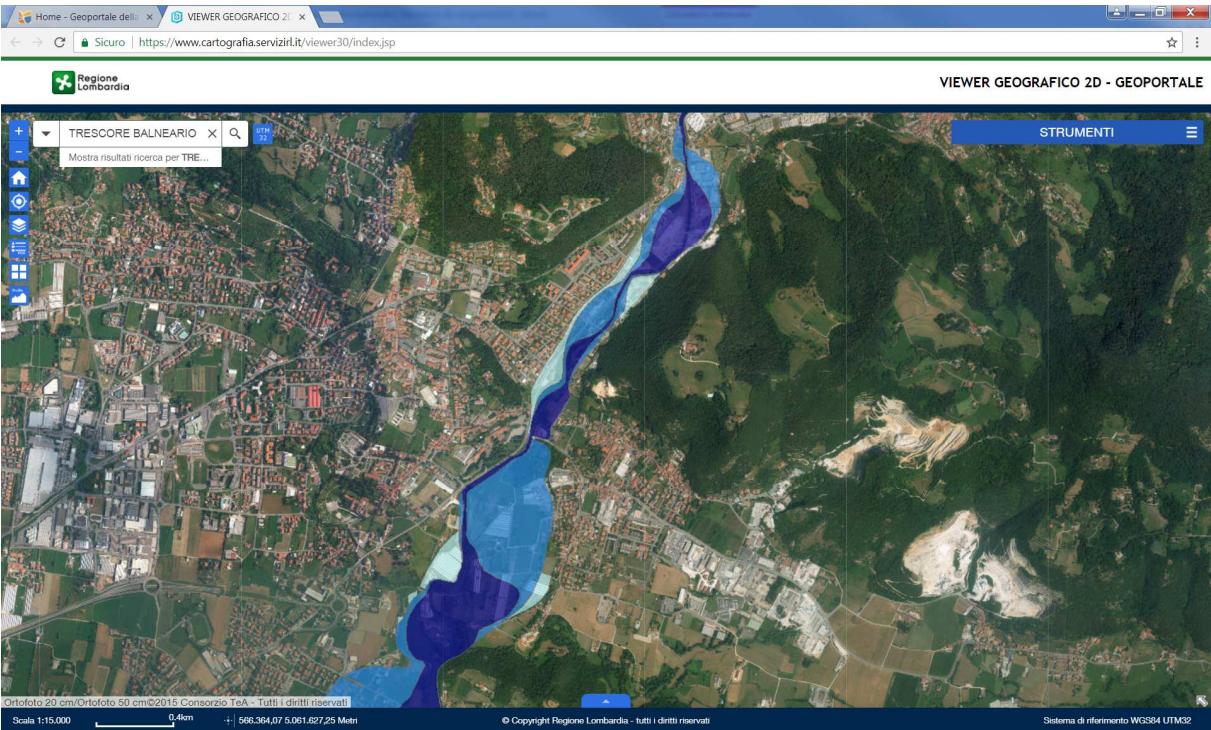 Home - Geoportale della
VIEWER GEOGRAFICO 2D
Sicuro https://www.cartografia.servizirl.it/viewer30/index.jsp
Regione
Lombardia
VIEWER GEOGRAFICO 2D - GEOPORTALE
TRESCORE BALNEARIO
UTM
32
STRUMENTI
Mostra risultati ricerca per TRE...
Ortofoto 20 cm/Ortofoto 50 cm©2015 Consorzio TeA - Tutti i diritti riservati
Scala 1:15.000
0.4km
566.364,07 5.061.627,25 Metri
© Copyright Regione Lombardia - tutti i diritti riservati
Sistema di riferimento WGS84 UTM32